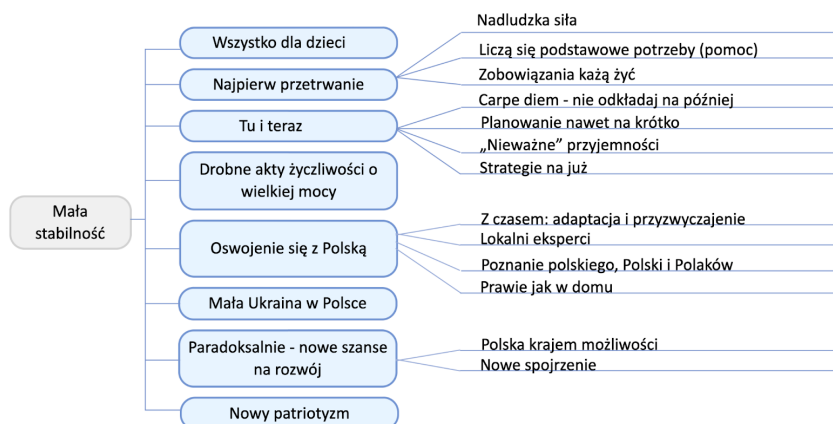 Mała
stabilność
Wszystko dla dzieci
Najpierw przetrwanie
Nadludzka siła
Liczą się podstawowe potrzeby (pomoc)
Zobowiązania każą żyć
Tu i teraz
Carpe diem - nie odkładaj na później
Planowanie nawet na krótko
„Nieważne” przyjemności
Strategie na już
Drobne akty życzliwości o
wielkiej mocy
Oswojenie się z Polską
Z czasem: adaptacja i przyzwyczajenie
Lokalni eksperci
Poznanie polskiego, Polski i Polaków
Prawie jak w domu
Mała Ukraina w Polsce
Paradoksalnie - nowe szanse
na rozwój
Polska krajem możliwości
Nowe spojrzenie
Nowy patriotyzm